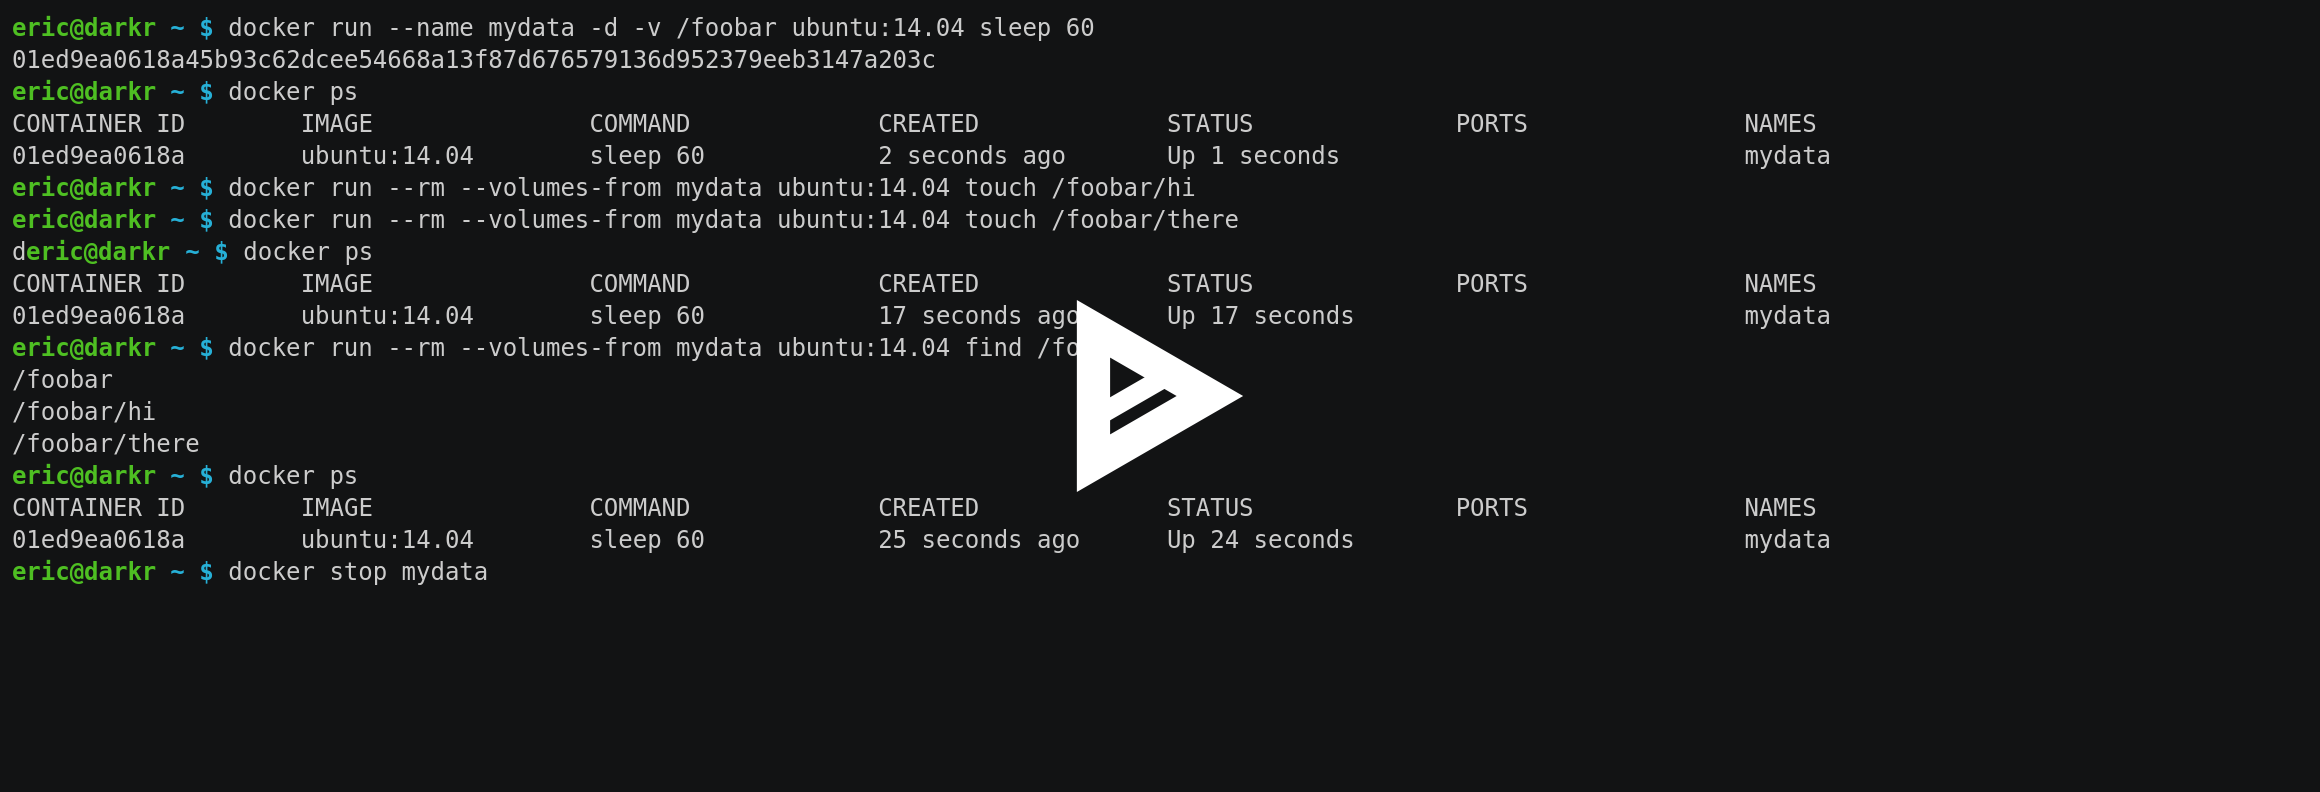 eric@darkr ~ $ docker run --name mydata -d -v /foobar ubuntu:14.04 sleep 60
01ed9ea0618a45b93c62dcee54668a13f87d676579136d952379eeb3147a203c
eric@darkr ~ $ docker ps
CONTAINER ID        IMAGE               COMMAND             CREATED             STATUS              PORTS               NAMES
01ed9ea0618a        ubuntu:14.04        sleep 60            2 seconds ago       Up 1 seconds                            mydata
eric@darkr ~ $ docker run --rm --volumes-from mydata ubuntu:14.04 touch /foobar/hi
eric@darkr ~ $ docker run --rm --volumes-from mydata ubuntu:14.04 touch /foobar/there
deric@darkr ~ $ docker ps
CONTAINER ID        IMAGE               COMMAND             CREATED             STATUS              PORTS               NAMES
01ed9ea0618a        ubuntu:14.04        sleep 60            17 seconds ago      Up 17 seconds                           mydata
eric@darkr ~ $ docker run --rm --volumes-from mydata ubuntu:14.04 find
/foobar
/foobar/hi
/foobar/there
eric@darkr ~ $ docker ps
CONTAINER ID        IMAGE               COMMAND             CREATED             STATUS              PORTS               NAMES
01ed9ea0618a        ubuntu:14.04        sleep 60            25 seconds ago      Up 24 seconds                           mydata
eric@darkr ~ $ docker stop mydata